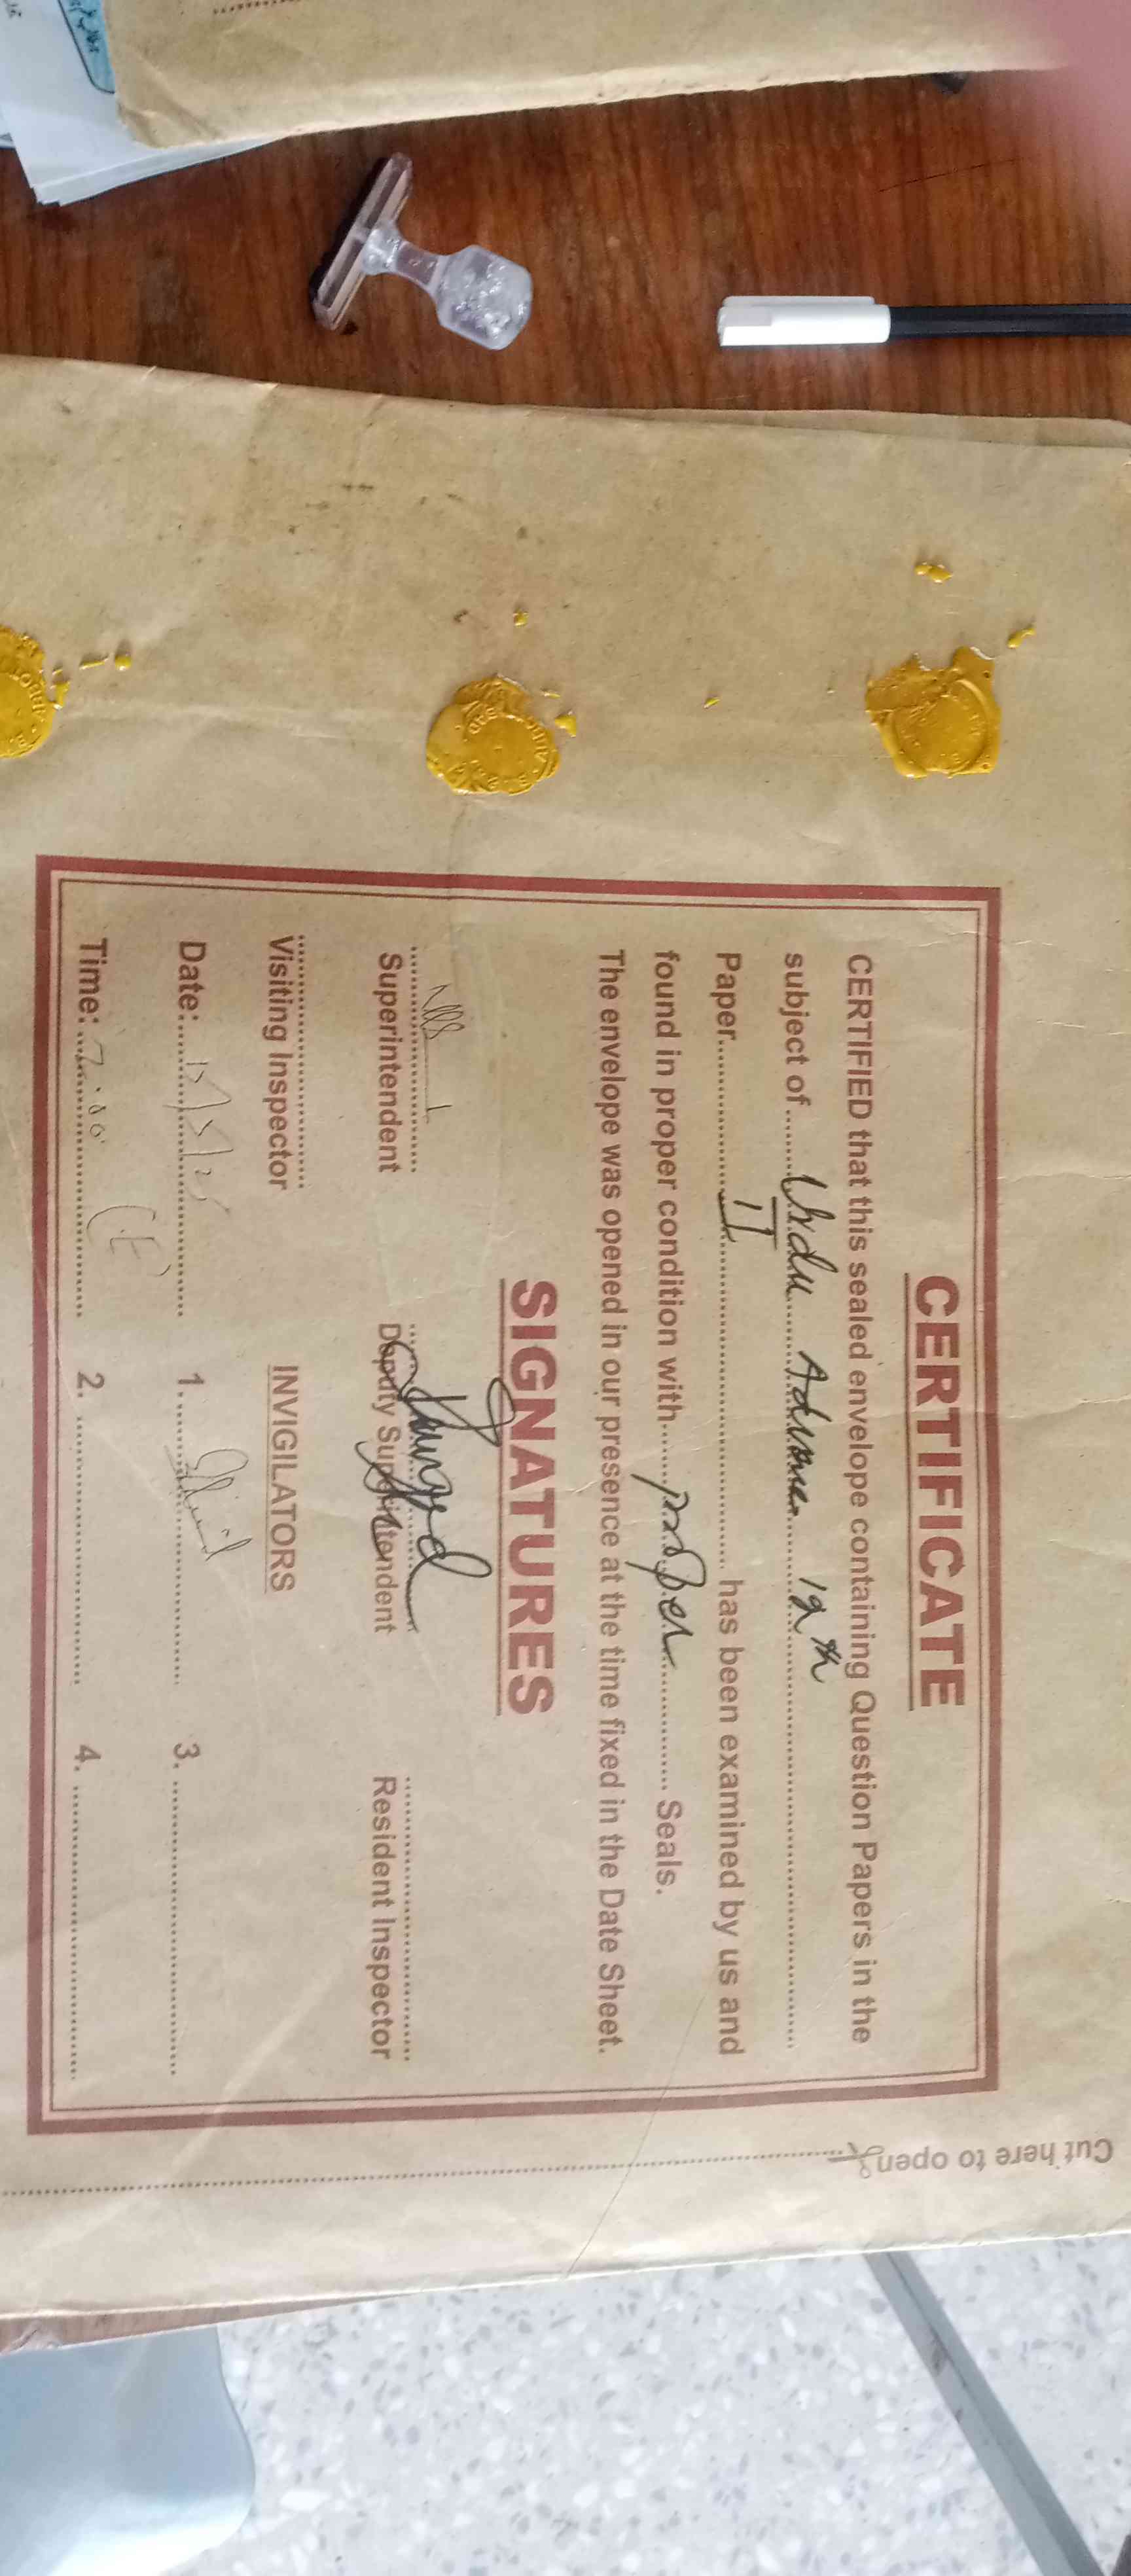 CERTIFICATE
CERTIFIED that this sealed envelope containing Question Papers in the
subject of........Urdu........12th........
Paper........II........has been examined by us and
found in proper condition with......proper...... Seals.
The envelope was opened in our presence at the time fixed in the Date Sheet.
SIGNATURES
Superintendent Deputy Superintendent Resident Inspector
Visiting Inspector INVIGILATORS
Date: 1. 3.
Time: 7.00 (E) 2. 4.
Cut here to open